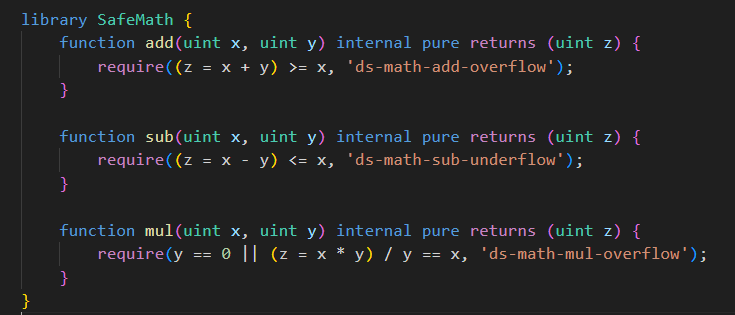 library SafeMath {
    function add(uint x, uint y) internal pure returns (uint z) {
        require((z = x + y) >= x, 'ds-math-add-overflow');
    }

    function sub(uint x, uint y) internal pure returns (uint z) {
        require((z = x - y) <= x, 'ds-math-sub-underflow');
    }

    function mul(uint x, uint y) internal pure returns (uint z) {
        require(y == 0 || (z = x * y) / y == x, 'ds-math-mul-overflow');
    }
}